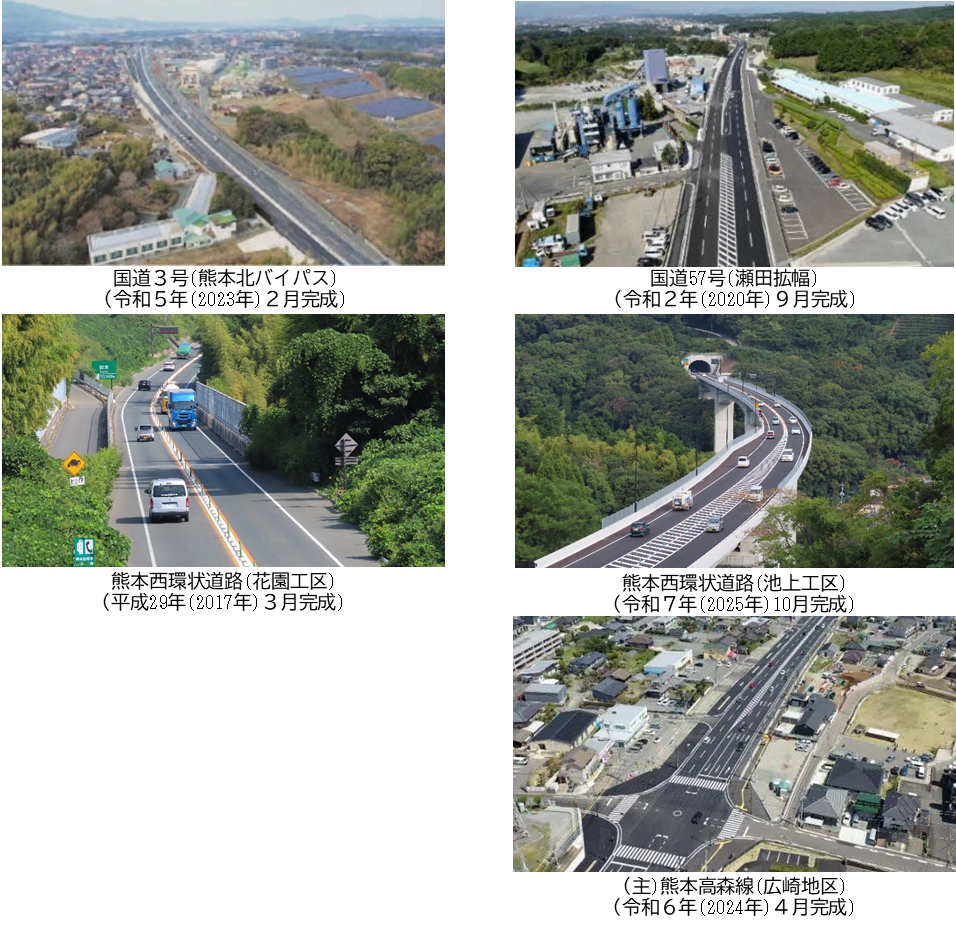 国道３号(熊本北バイパス)
(令和５年(2023年)２月完成)
国道57号(瀬田拡幅)
(令和２年(2020年)９月完成)
熊本西環状道路(花園工区)
(平成29年(2017年)３月完成)
熊本西環状道路(池上工区)
(令和７年(2025年)10月完成)
(主)熊本高森線(広崎地区)
(令和６年(2024年)４月完成)